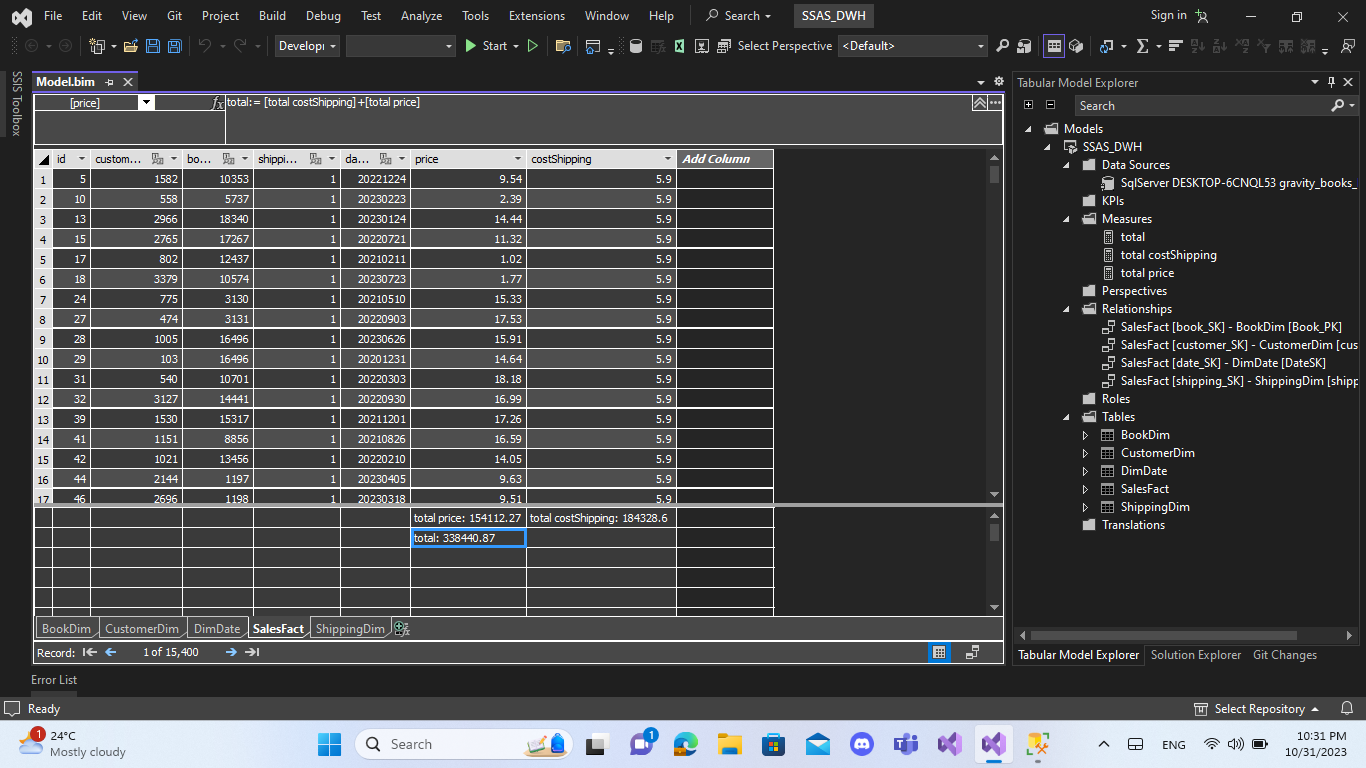 File Edit View Git Project Build Debug Test Analyze Tools Extensions Window Help Search SSAS_DWH Sign in
Developı Start Select Perspective <Default>
SSIS Toolbox
Model.bim
[price] fx total:= [total costShipping]+[total price]
id custom... bo... shippi... da... price costShipping Add Column
1 5 1582 10353 1 20221224 9.54 5.9
2 10 558 5737 1 20230223 2.39 5.9
3 13 2966 18340 1 20230124 14.44 5.9
4 15 2765 17267 1 20220721 11.32 5.9
5 17 802 12437 1 20210211 1.02 5.9
6 18 3379 10574 1 20230723 1.77 5.9
7 24 775 3130 1 20210510 15.33 5.9
8 27 474 3131 1 20220903 17.53 5.9
9 28 1005 16496 1 20230626 15.91 5.9
10 29 103 16496 1 20201231 14.64 5.9
11 31 540 10701 1 20220303 18.18 5.9
12 32 3127 14441 1 20220930 16.99 5.9
13 39 1530 15317 1 20211201 17.26 5.9
14 41 1151 8856 1 20210826 16.59 5.9
15 42 1021 13456 1 20220210 14.05 5.9
16 44 2144 1197 1 20230405 9.63 5.9
17 46 2696 1198 1 20230318 9.51 5.9
total price: 154112.27 total costShipping: 184328.6
total: 338440.87
BookDim CustomerDim DimDate SalesFact ShippingDim
Record: 1 of 15,400
Tabular Model Explorer
Search
Models
SSAS_DWH
Data Sources
SqlServer DESKTOP-6CNQL53 gravity_books_
KPIs
Measures
total
total costShipping
total price
Perspectives
Relationships
SalesFact [book_SK] - BookDim [Book_PK]
SalesFact [customer_SK] - CustomerDim [cus
SalesFact [date_SK] - DimDate [DateSK]
SalesFact [shipping_SK] - ShippingDim [shipp
Roles
Tables
BookDim
CustomerDim
DimDate
SalesFact
ShippingDim
Translations
Tabular Model Explorer Solution Explorer Git Changes
Error List
Ready Select Repository
1 24°C
Mostly cloudy
Search
1
ENG
10:31 PM
10/31/2023